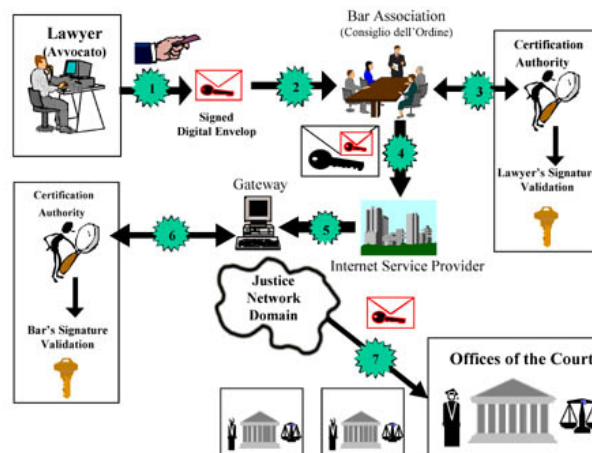 Lawyer
(Avvocato)
1
Signed
Digital Envelop
2
Bar Association
(Consiglio dell'Ordine)
3
Certification
Authority
Lawyer's Signature
Validation
4
Gateway
5
Internet Service Provider
6
Certification
Authority
Bar's Signature
Validation
Justice
Network
Domain
7
Offices of the Court